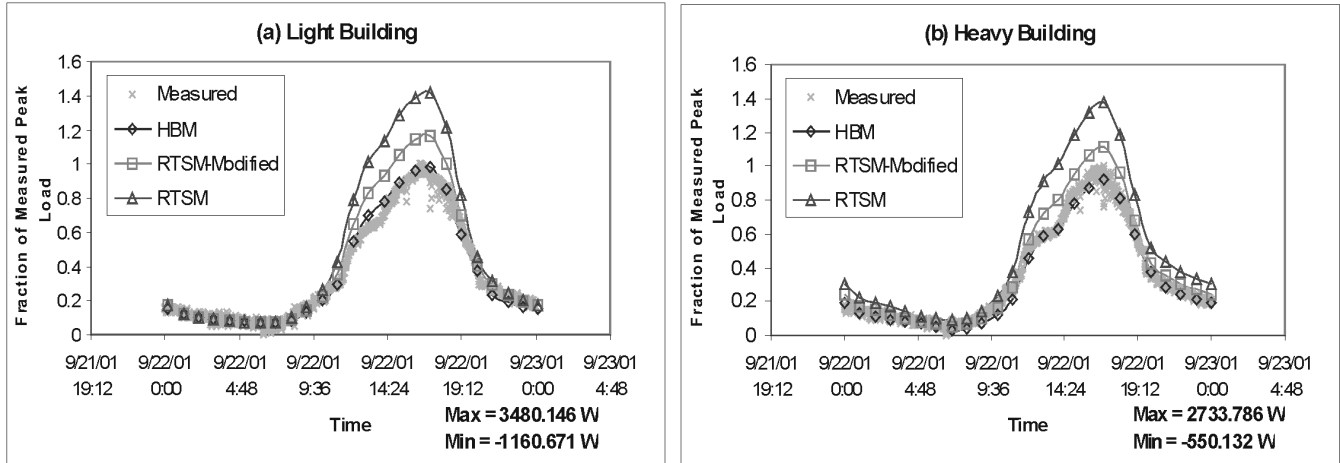 (a) Light Building
Fraction of Measured Peak
Load
1.6
1.4
1.2
1
0.8
0.6
0.4
0.2
0
Measured
HBM
RTSM-Modified
RTSM
9/21/01 9/22/01 9/22/01 9/22/01 9/22/01 9/22/01 9/23/01 9/23/01
19:12 0:00 4:48 9:36 14:24 19:12 0:00 4:48
Time
Max = 3480.146 W
Min = -1160.671 W
(b) Heavy Building
Fraction of Measured Peak
Load
1.6
1.4
1.2
1
0.8
0.6
0.4
0.2
0
Measured
HBM
RTSM-Modified
RTSM
9/21/01 9/22/01 9/22/01 9/22/01 9/22/01 9/22/01 9/23/01 9/23/01
19:12 0:00 4:48 9:36 14:24 19:12 0:00 4:48
Time
Max = 2733.786 W
Min = -550.132 W